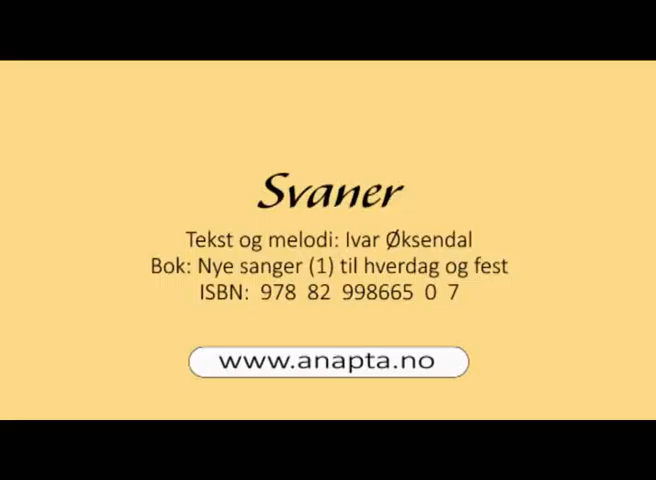 Svaner
Tekst og melodi: Ivar Øksendal
Bok: Nye sanger (1) til hverdag og fest
ISBN: 978 82 998665 0 7
www.anapta.no